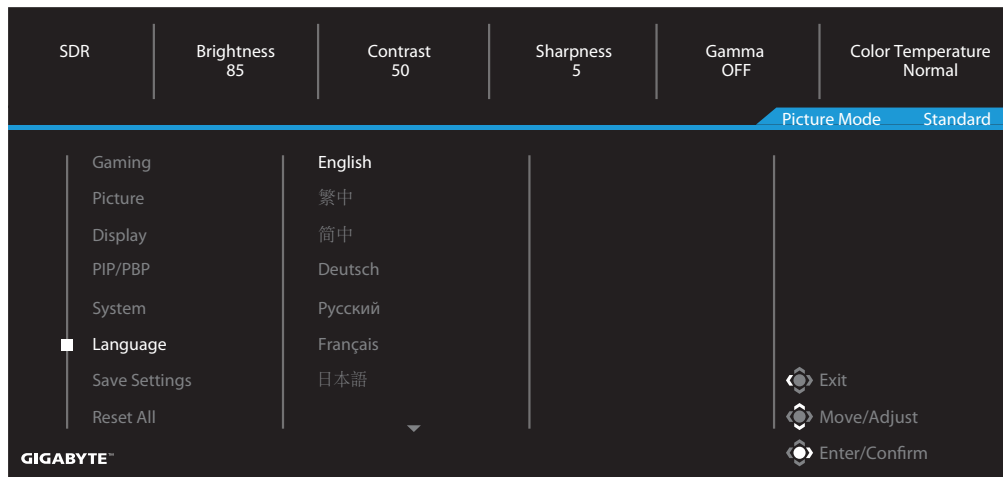 SDR
Brightness
85
Contrast
50
Sharpness
5
Gamma
OFF
Color Temperature
Normal
Picture Mode Standard
Gaming
Picture
Display
PIP/PBP
System
Language
Save Settings
Reset All
English
繁中
简中
Deutsch
Русский
Français
日本語
Exit
Move/Adjust
Enter/Confirm
GIGABYTE™